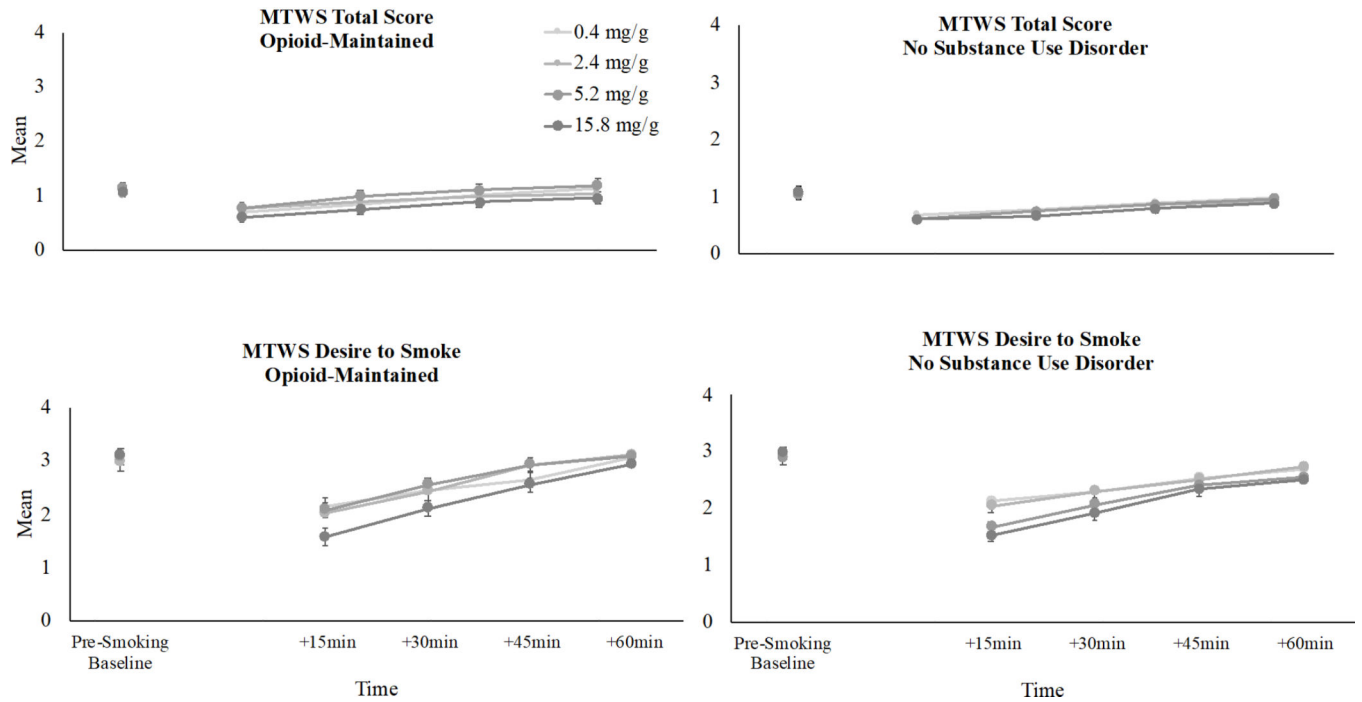 MTWS Total Score
Opioid-Maintained
4
3
2
1
0
Mean
0.4 mg/g
2.4 mg/g
5.2 mg/g
15.8 mg/g
MTWS Total Score
No Substance Use Disorder
4
3
2
1
0
MTWS Desire to Smoke
Opioid-Maintained
4
3
2
1
0
Mean
Pre-Smoking
Baseline
+15min
+30min
+45min
+60min
Time
MTWS Desire to Smoke
No Substance Use Disorder
4
3
2
1
0
Pre-Smoking
Baseline
+15min
+30min
+45min
+60min
Time